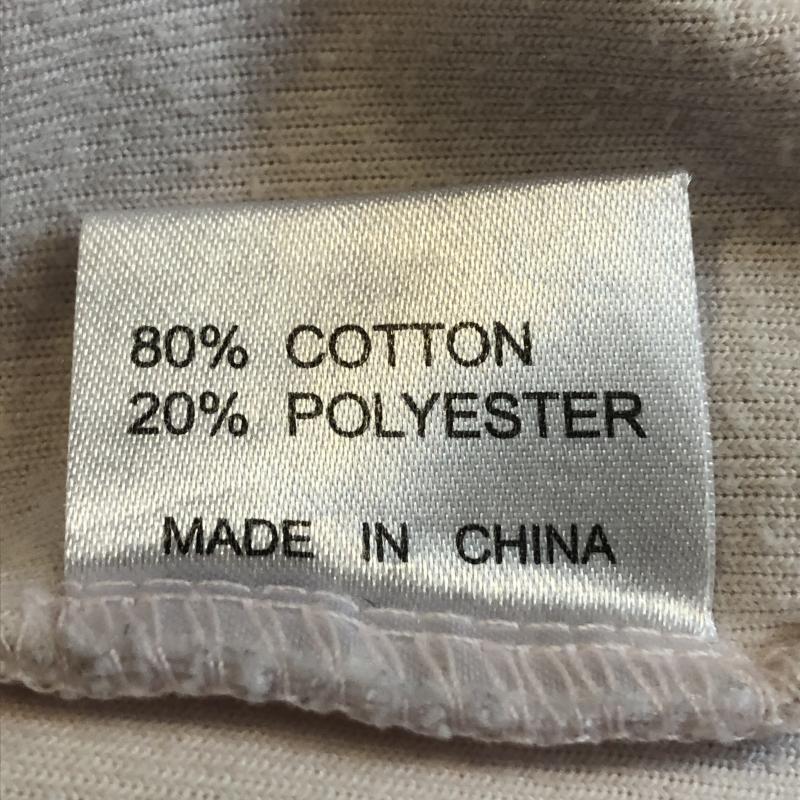 80% COTTON
20% POLYESTER
MADE IN CHINA